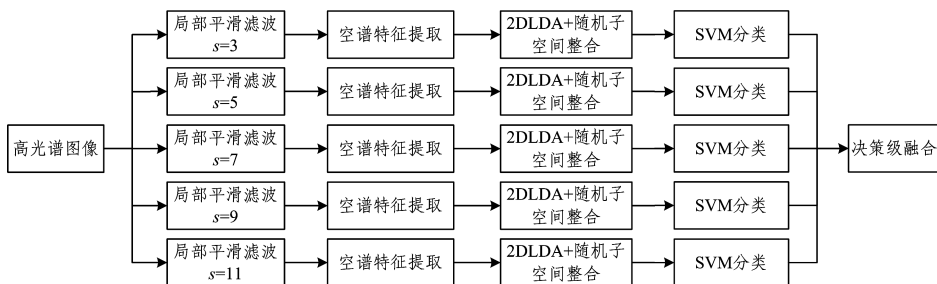 高光谱图像
局部平滑滤波
s=3
空谱特征提取
2DLDA+随机子
空间整合
SVM分类
局部平滑滤波
s=5
空谱特征提取
2DLDA+随机子
空间整合
SVM分类
局部平滑滤波
s=7
空谱特征提取
2DLDA+随机子
空间整合
SVM分类
局部平滑滤波
s=9
空谱特征提取
2DLDA+随机子
空间整合
SVM分类
局部平滑滤波
s=11
空谱特征提取
2DLDA+随机子
空间整合
SVM分类
决策级融合